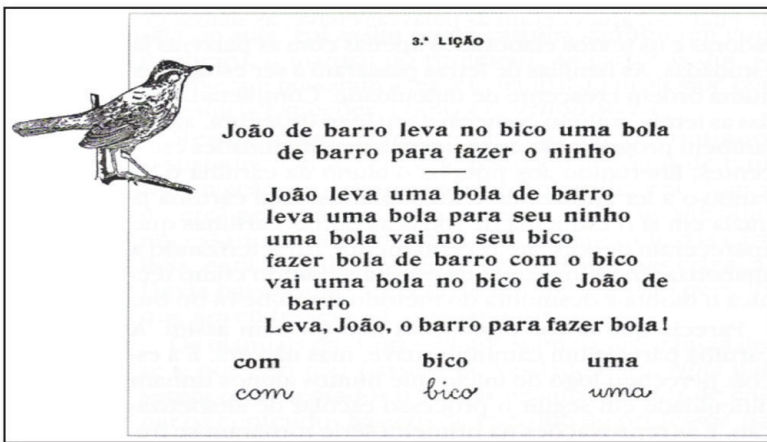 3.ª LIÇÃO
João de barro leva no bico uma bola
de barro para fazer o ninho
João leva uma bola de barro
leva uma bola para seu ninho
uma bola vai no seu bico
fazer bola de barro com o bico
vai uma bola no bico de João de
barro
Leva, João, o barro para fazer bola!
com bico uma
com bico uma